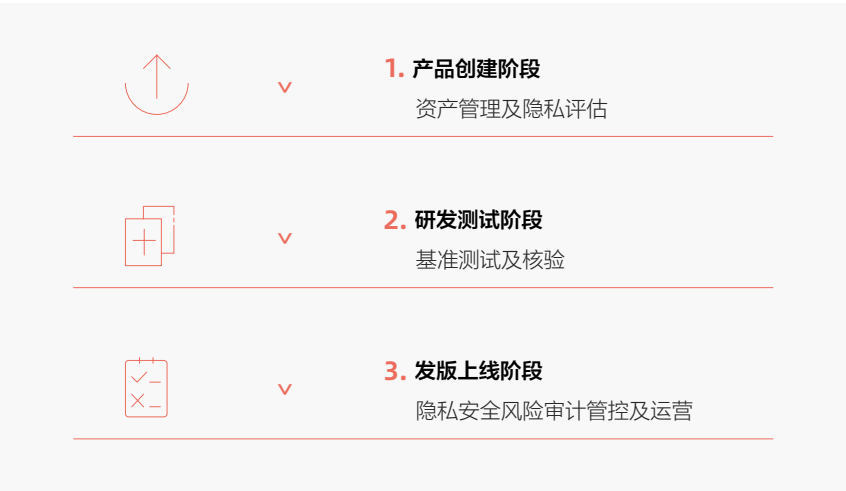 1. 产品创建阶段
资产管理及隐私评估
2. 研发测试阶段
基准测试及核验
3. 发版上线阶段
隐私安全风险审计管控及运营